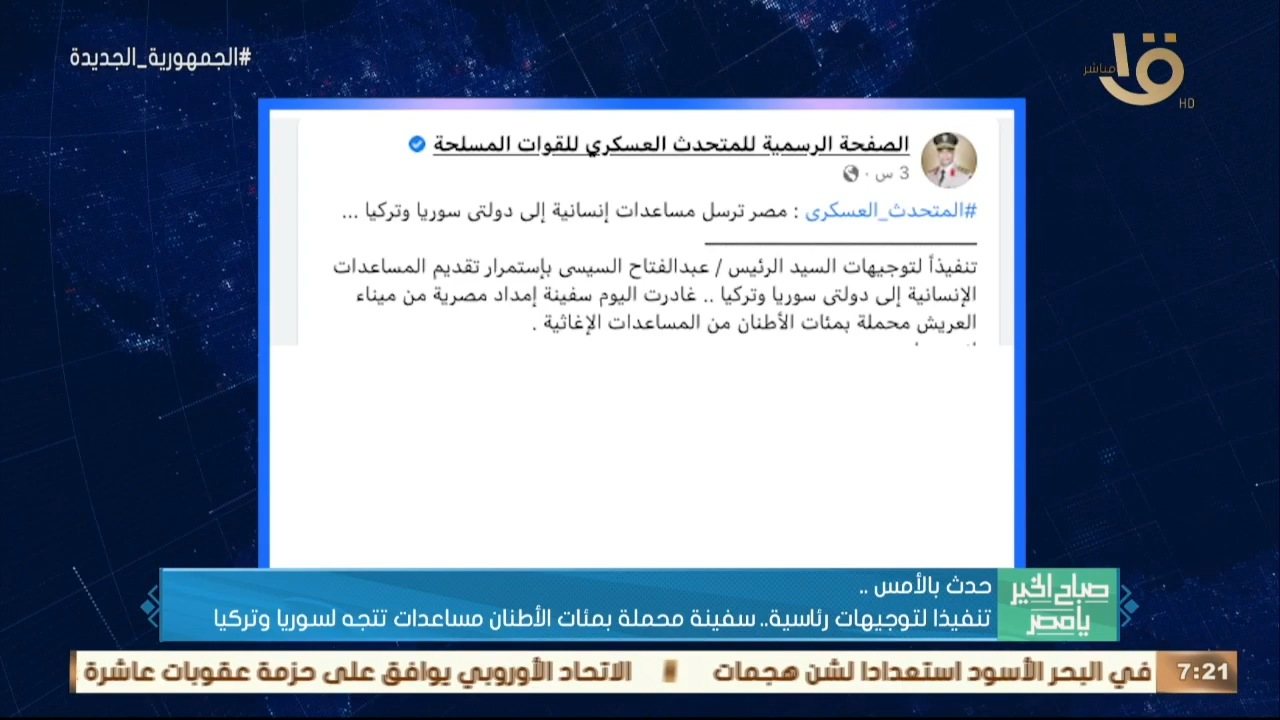 #الجمهورية_الجديدة
مباشر
HD
الصفحة الرسمية للمتحدث العسكري للقوات المسلحة
3 س ·
#المتحدث_العسكرى : مصر ترسل مساعدات إنسانية إلى دولتى سوريا وتركيا ...
تنفيذاً لتوجيهات السيد الرئيس / عبدالفتاح السيسى بإستمرار تقديم المساعدات
الإنسانية إلى دولتى سوريا وتركيا .. غادرت اليوم سفينة إمداد مصرية من ميناء
العريش محملة بمئات الأطنان من المساعدات الإغاثية .
صباح الخير
يا مصر
حدث بالأمس ..
تنفيذا لتوجيهات رئاسية.. سفينة محملة بمئات الأطنان مساعدات تتجه لسوريا وتركيا
7:21
في البحر الأسود استعدادا لشن هجمات
الاتحاد الأوروبي يوافق على حزمة عقوبات عاشرة